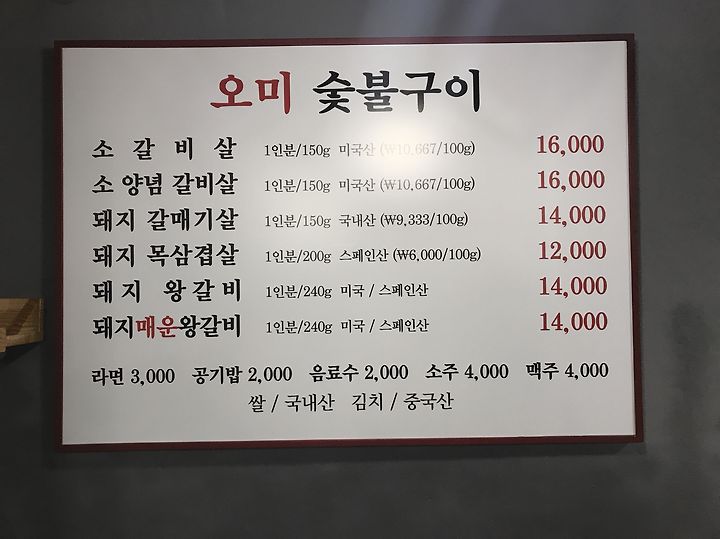 오미 숯불구이
소 갈 비 살 1인분/150g 미국산 (₩10,667/100g) 16,000
소 양념 갈비살 1인분/150g 미국산 (₩10,667/100g) 16,000
돼지 갈매기살 1인분/150g 국내산 (₩9,333/100g) 14,000
돼지 목삼겹살 1인분/200g 스페인산 (₩6,000/100g) 12,000
돼 지 왕 갈 비 1인분/240g 미국 / 스페인산 14,000
돼지매운왕갈비 1인분/240g 미국 / 스페인산 14,000
라면 3,000 공기밥 2,000 음료수 2,000 소주 4,000 맥주 4,000
쌀 / 국내산 김치 / 중국산